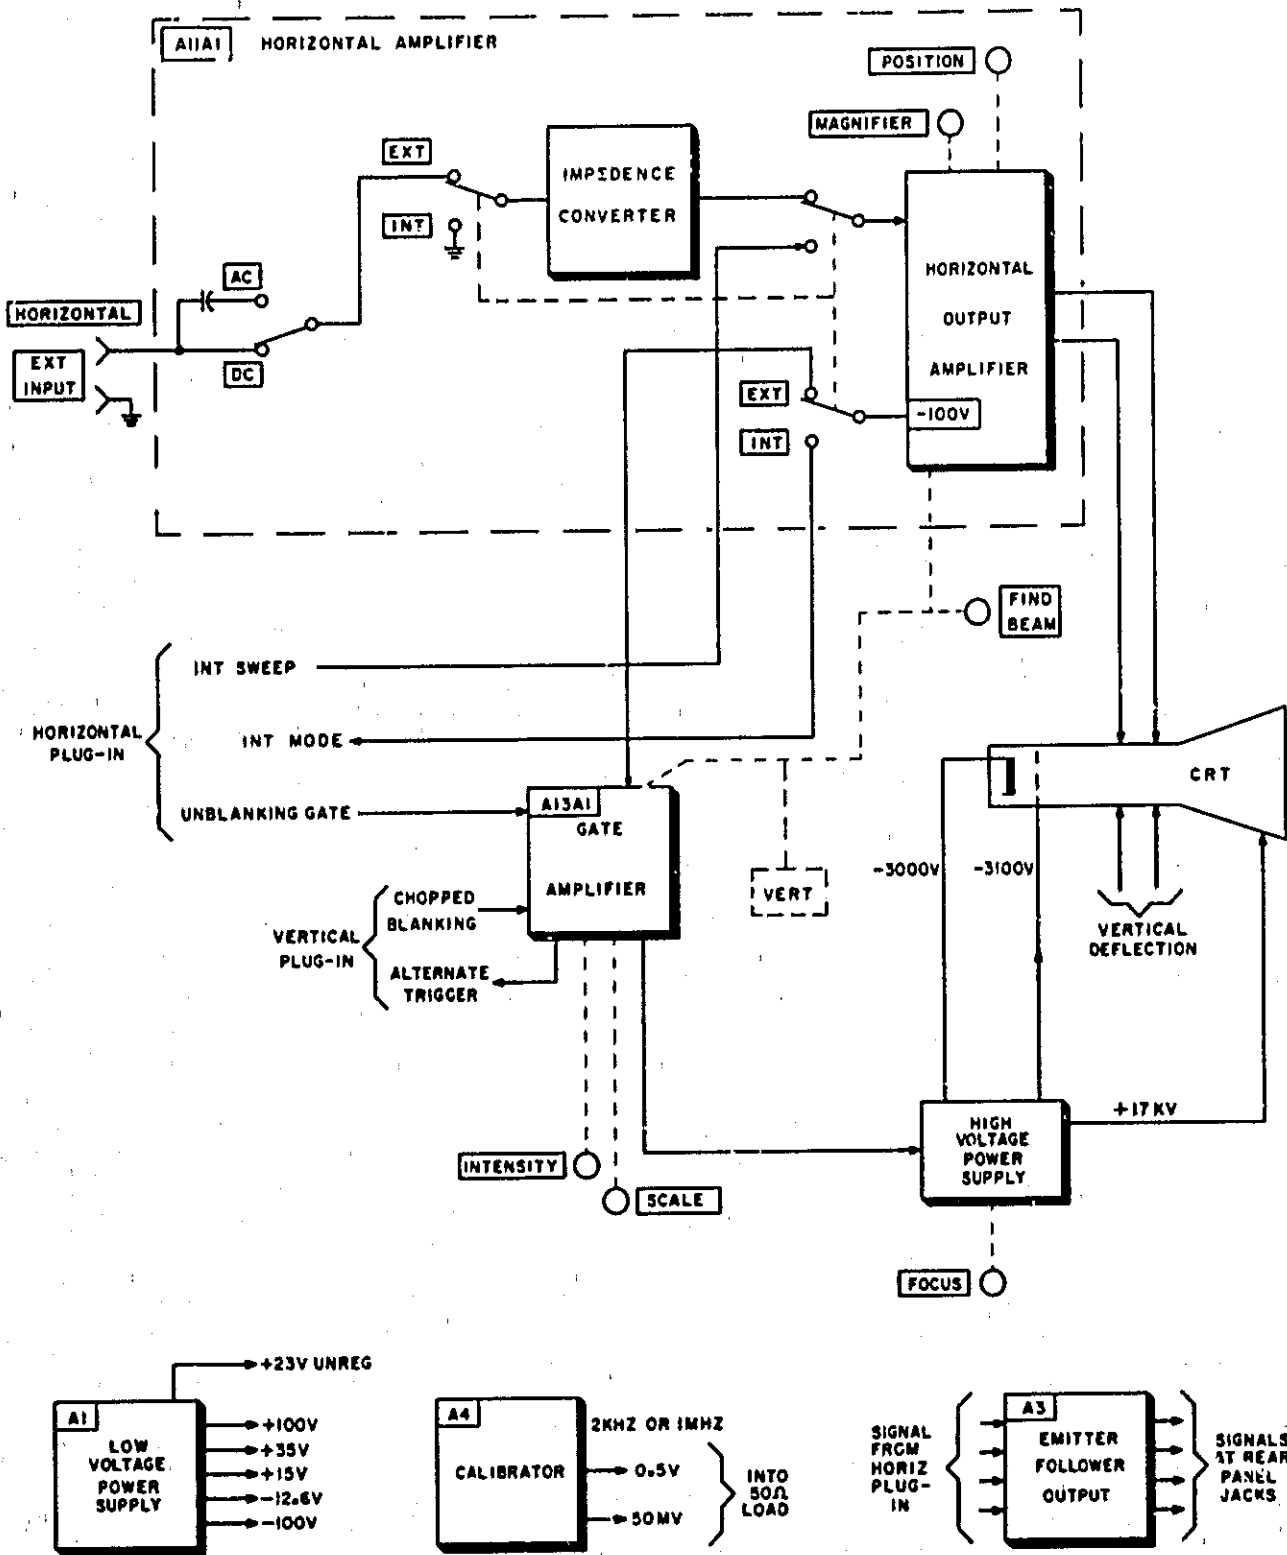 A11A1 HORIZONTAL AMPLIFIER
POSITION
MAGNIFIER
EXT
INT
IMPEDENCE
CONVERTER
HORIZONTAL
OUTPUT
AMPLIFIER
-100V
AC
DC
HORIZONTAL
EXT
INPUT
EXT
INT
FIND
BEAM
HORIZONTAL
PLUG-IN
INT SWEEP
INT MODE
UNBLANKING GATE
A13A1
GATE
AMPLIFIER
VERT
CRT
-3000V
-3100V
VERTICAL
DEFLECTION
VERTICAL
PLUG-IN
CHOPPED
BLANKING
ALTERNATE
TRIGGER
HIGH
VOLTAGE
POWER
SUPPLY
+17KV
INTENSITY
SCALE
FOCUS
+23V UNREG
A1
LOW
VOLTAGE
POWER
SUPPLY
+100V
+35V
+15V
-12.6V
-100V
A4
CALIBRATOR
2KHZ OR 1MHZ
0.5V
50MV
INTO
50Ω
LOAD
SIGNAL
FROM
HORIZ
PLUG-
IN
A3
EMITTER
FOLLOWER
OUTPUT
SIGNALS
AT REAR
PANEL
JACKS